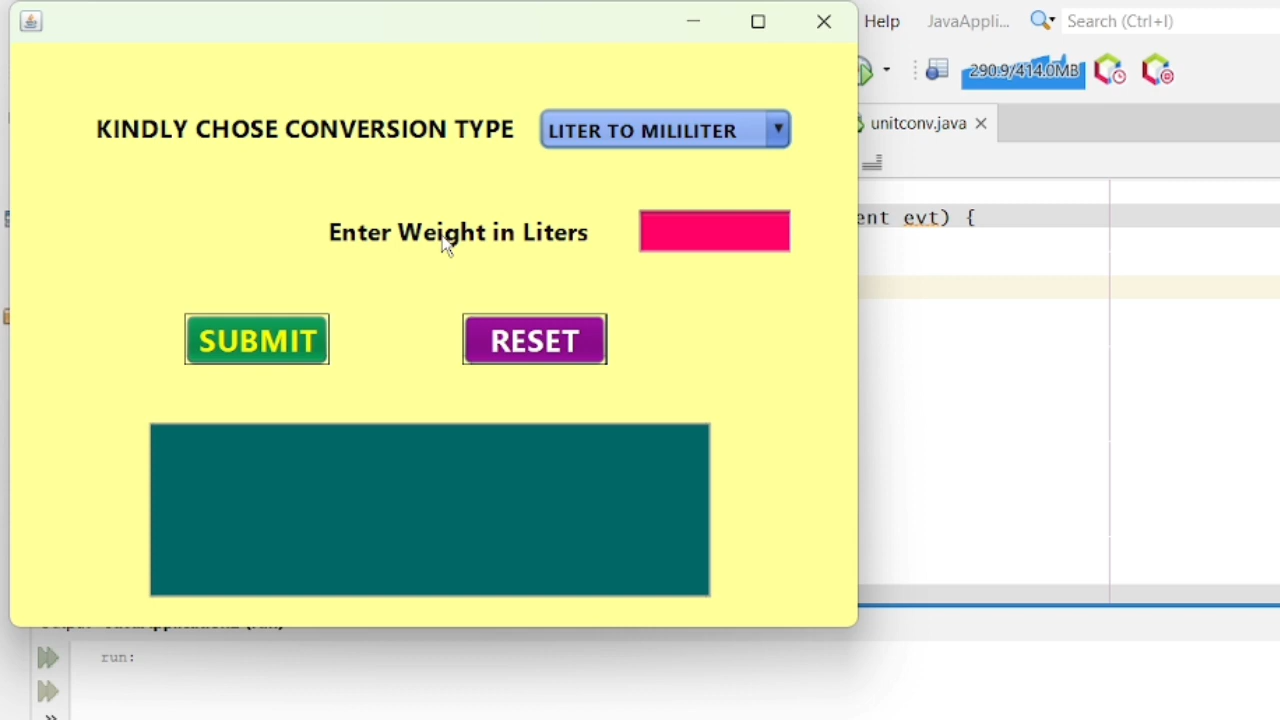 Help JavaAppli... Search (Ctrl+I)
290.9/414.0MB
unitconv.java
KINDLY CHOSE CONVERSION TYPE LITER TO MILILITER
ent evt) {
Enter Weight in Liters
SUBMIT RESET
run: